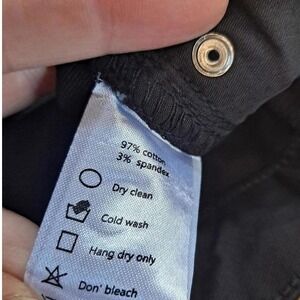 97% cotton
3% spandex
Dry clean
Cold wash
Hang dry only
Don' bleach